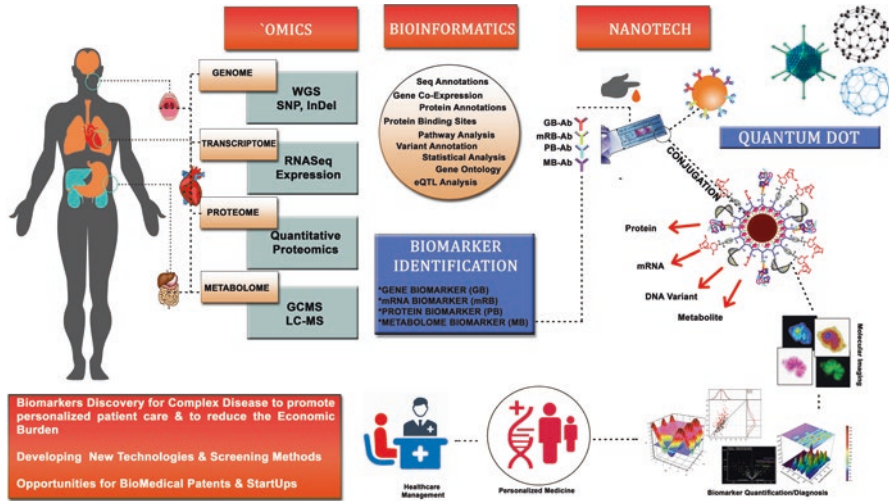 `OMICS
BIOINFORMATICS
NANOTECH
GENOME
WGS
SNP, InDel
TRANSCRIPTOME
RNASeq
Expression
PROTEOME
Quantitative
Proteomics
METABOLOME
GCMS
LC-MS
Seq Annotations
Gene Co-Expression
Protein Annotations
Protein Binding Sites
Pathway Analysis
Variant Annotation
Statistical Analysis
Gene Ontology
eQTL Analysis
BIOMARKER
IDENTIFICATION
*GENE BIOMARKER (GB)
*mRNA BIOMARKER (mRB)
*PROTEIN BIOMARKER (PB)
*METABOLOME BIOMARKER (MB)
GB-Ab
mRB-Ab
PB-Ab
MB-Ab
QUANTUM DOT
CONJUGATION
Protein
mRNA
DNA Variant
Metabolite
Molecular Imaging
Biomarkers Discovery for Complex Disease to promote
personalized patient care & to reduce the Economic
Burden
Developing New Technologies & Screening Methods
Opportunities for BioMedical Patents & StartUps
Healthcare
Management
Personalized Medicine
Biomarker Quantification/Diagnosis